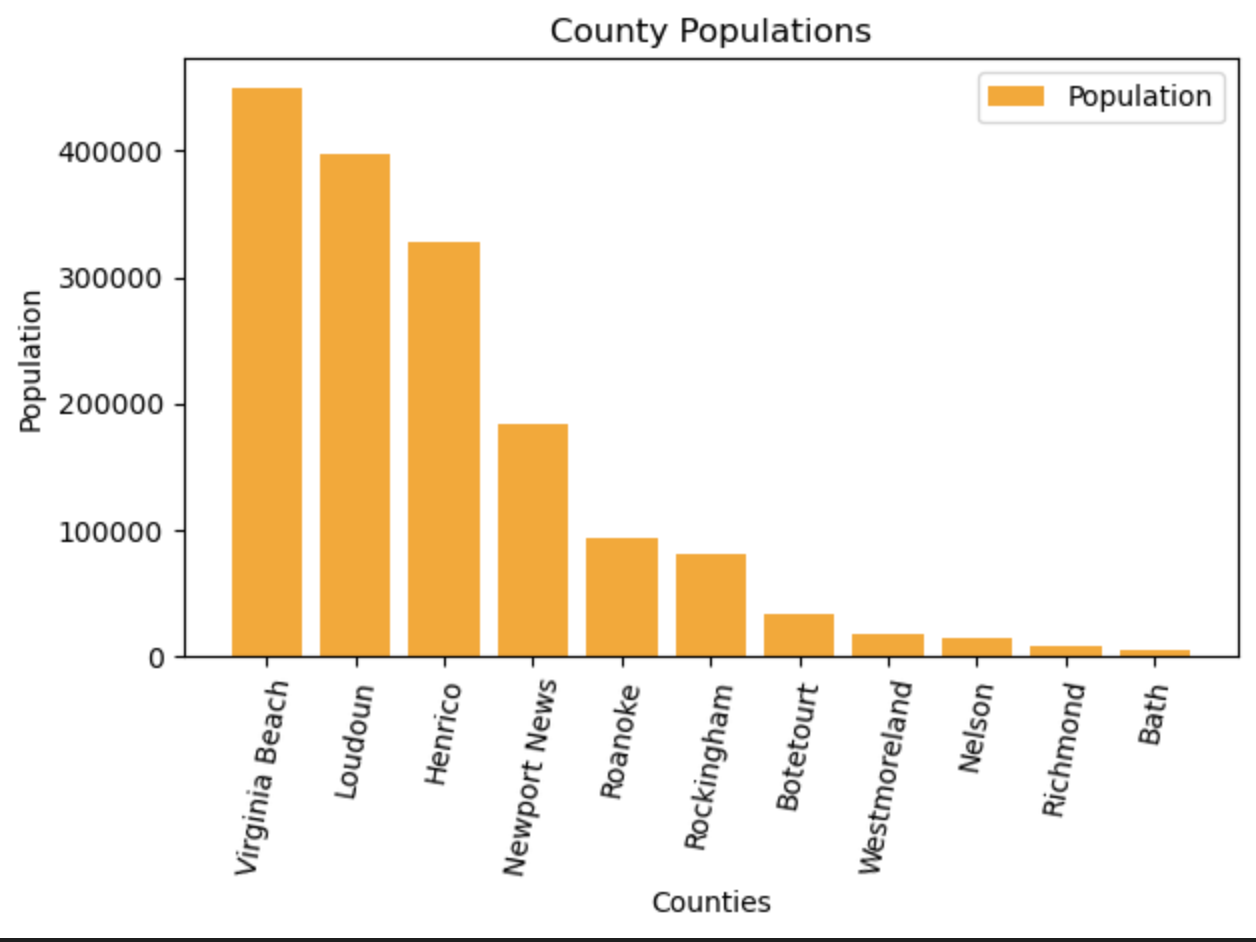 County Populations
Population
400000
300000
200000
100000
0
Population
Virginia Beach
Loudoun
Henrico
Newport News
Roanoke
Rockingham
Botetourt
Westmoreland
Nelson
Richmond
Bath
Counties